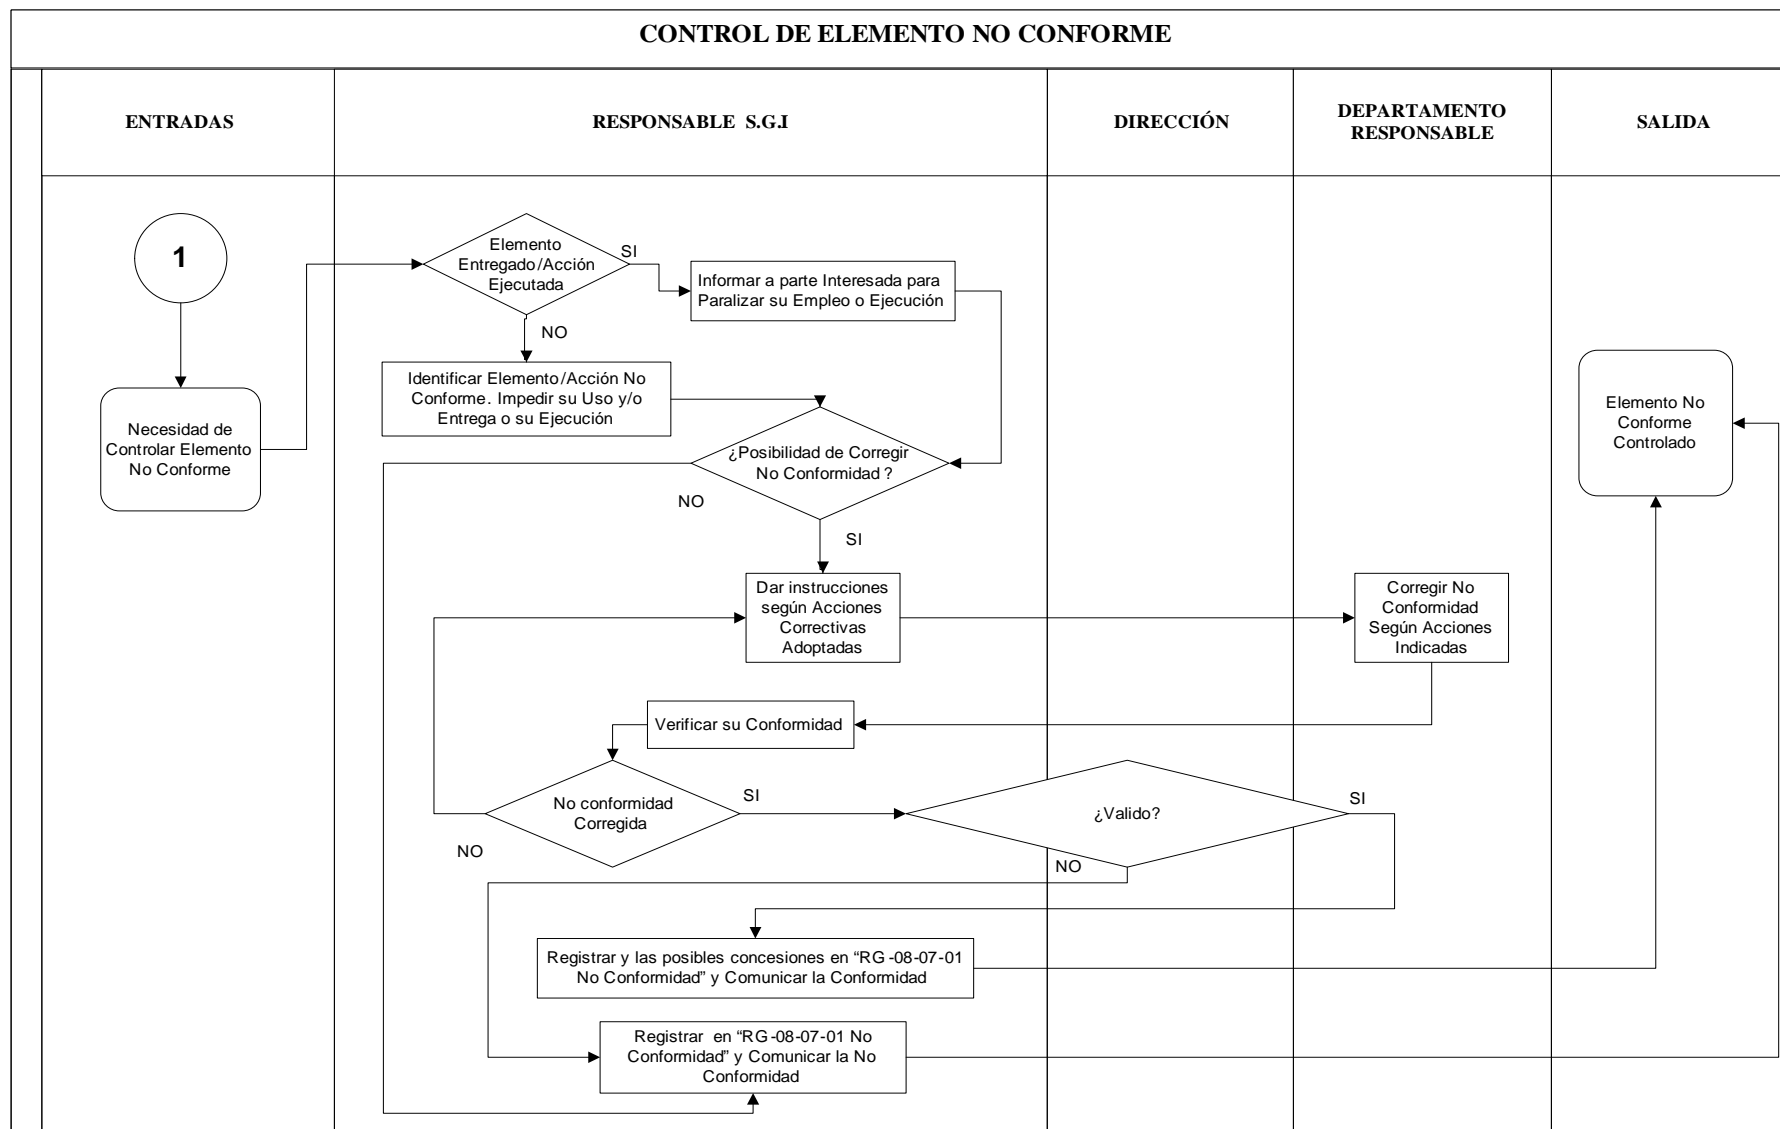 CONTROL DE ELEMENTO NO CONFORME
ENTRADAS
RESPONSABLE S.G.I
DIRECCIÓN
DEPARTAMENTO
RESPONSABLE
SALIDA
1
Necesidad de
Controlar Elemento
No Conforme
Elemento
Entregado/Acción
Ejecutada
SI
NO
Informar a parte Interesada para
Paralizar su Empleo o Ejecución
Identificar Elemento/Acción No
Conforme. Impedir su Uso y/o
Entrega o su Ejecución
¿Posibilidad de Corregir
No Conformidad ?
NO
SI
Dar instrucciones
según Acciones
Correctivas
Adoptadas
Corregir No
Conformidad
Según Acciones
Indicadas
Verificar su Conformidad
No conformidad
Corregida
SI
NO
¿Valido?
SI
NO
Registrar y las posibles concesiones en “RG-08-07-01
No Conformidad” y Comunicar la Conformidad
Registrar en “RG-08-07-01 No
Conformidad” y Comunicar la No
Conformidad
Elemento No
Conforme
Controlado